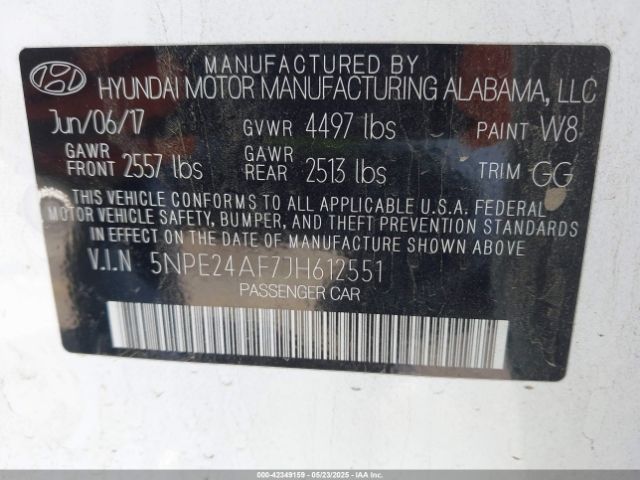 MANUFACTURED BY
HYUNDAI MOTOR MANUFACTURING ALABAMA, LLC
Jun/06/17 GVWR 4497 lbs PAINT W8
GAWR FRONT 2557 lbs GAWR REAR 2513 lbs TRIM GG
THIS VEHICLE CONFORMS TO ALL APPLICABLE U.S.A. FEDERAL
MOTOR VEHICLE SAFETY, BUMPER, AND THEFT PREVENTION STANDARDS
IN EFFECT ON THE DATE OF MANUFACTURE SHOWN ABOVE
V.I.N 5NPE24AF7JH612551
PASSENGER CAR
000-42349159 - 05/23/2025 - IAAI.COM